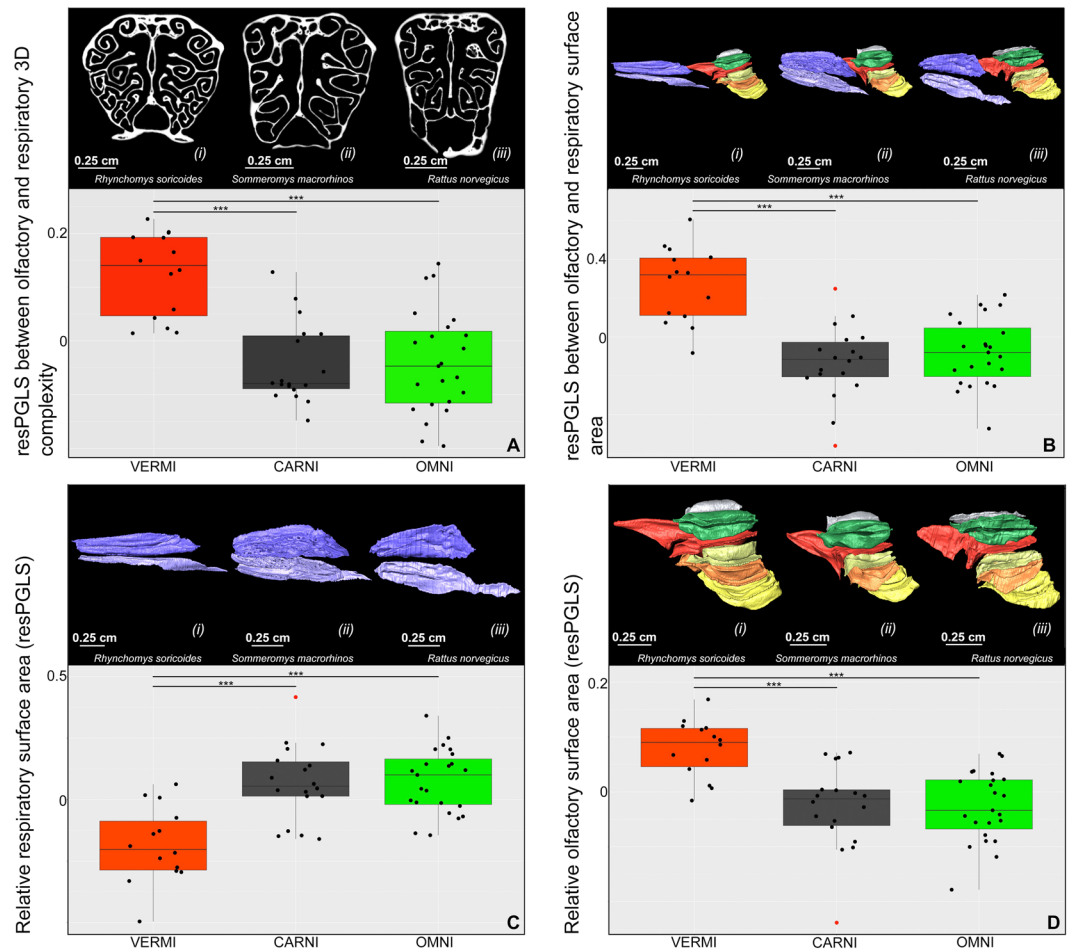 resPGLS between olfactory and respiratory 3D
complexity
(i)
(ii)
(iii)
0.25 cm
0.25 cm
0.25 cm
Rhynchomys soricoides
Sommeromys macrorhinos
Rattus norvegicus
***
***
0.2
0
A
VERMI
CARNI
OMNI
resPGLS between olfactory and respiratory surface
area
(i)
(ii)
(iii)
0.25 cm
0.25 cm
0.25 cm
Rhynchomys soricoides
Sommeromys macrorhinos
Rattus norvegicus
***
***
0.4
0
B
VERMI
CARNI
OMNI
Relative respiratory surface area (resPGLS)
(i)
(ii)
(iii)
0.25 cm
0.25 cm
0.25 cm
Rhynchomys soricoides
Sommeromys macrorhinos
Rattus norvegicus
0.5
***
***
0
C
VERMI
CARNI
OMNI
Relative olfactory surface area (resPGLS)
(i)
(ii)
(iii)
0.25 cm
0.25 cm
0.25 cm
Rhynchomys soricoides
Sommeromys macrorhinos
Rattus norvegicus
0.2
***
***
0
D
VERMI
CARNI
OMNI